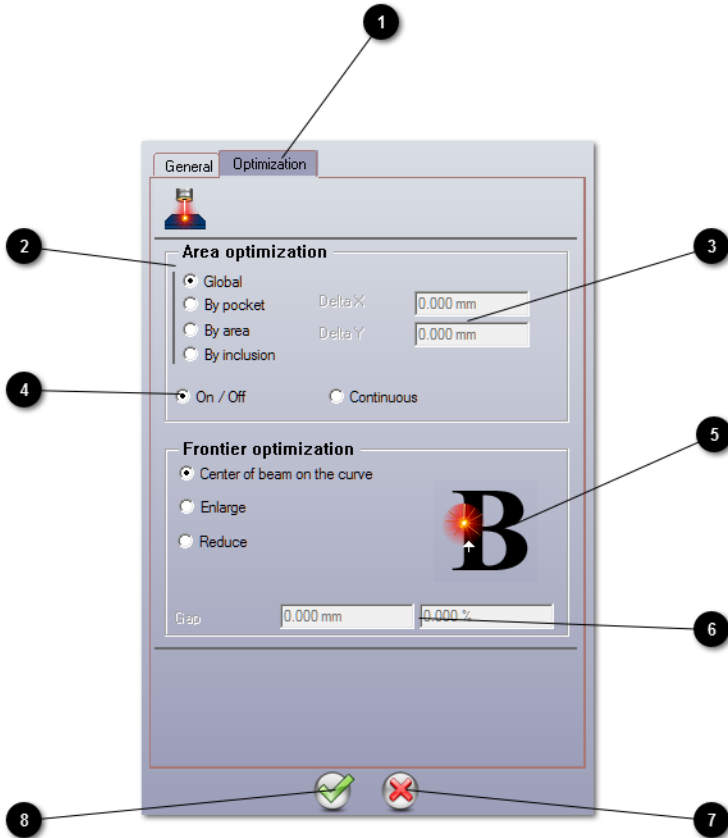 1
General Optimization
2
Area optimization
3
Global
By pocket Delta X 0.000 mm
By area Delta Y 0.000 mm
By inclusion
4
On / Off Continuous
5
Frontier optimization
Center of beam on the curve
Enlarge
B
Reduce
Gap 0.000 mm 0.000 %
6
8
7